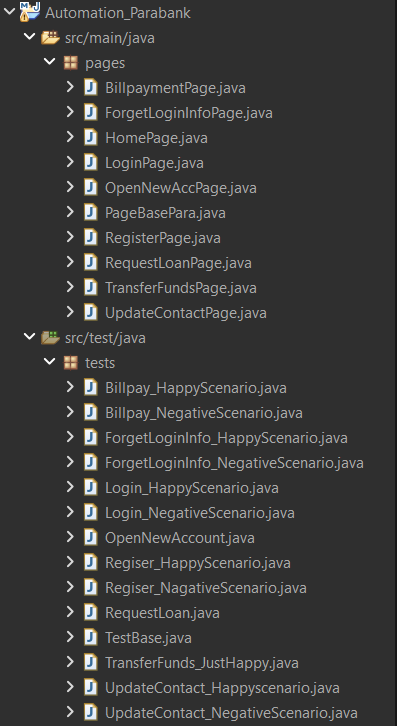 Automation_Parabank
src/main/java
pages
BillpaymentPage.java
ForgetLoginInfoPage.java
HomePage.java
LoginPage.java
OpenNewAccPage.java
PageBasePara.java
RegisterPage.java
RequestLoanPage.java
TransferFundsPage.java
UpdateContactPage.java
src/test/java
tests
Billpay_HappyScenario.java
Billpay_NegativeScenario.java
ForgetLoginInfo_HappyScenario.java
ForgetLoginInfo_NegativeScenario.java
Login_HappyScenario.java
Login_NegativeScenario.java
OpenNewAccount.java
Regiser_HappyScenario.java
Regiser_NagativeScenario.java
RequestLoan.java
TestBase.java
TransferFunds_JustHappy.java
UpdateContact_Happyscenario.java
UpdateContact_NegativeScenario.java